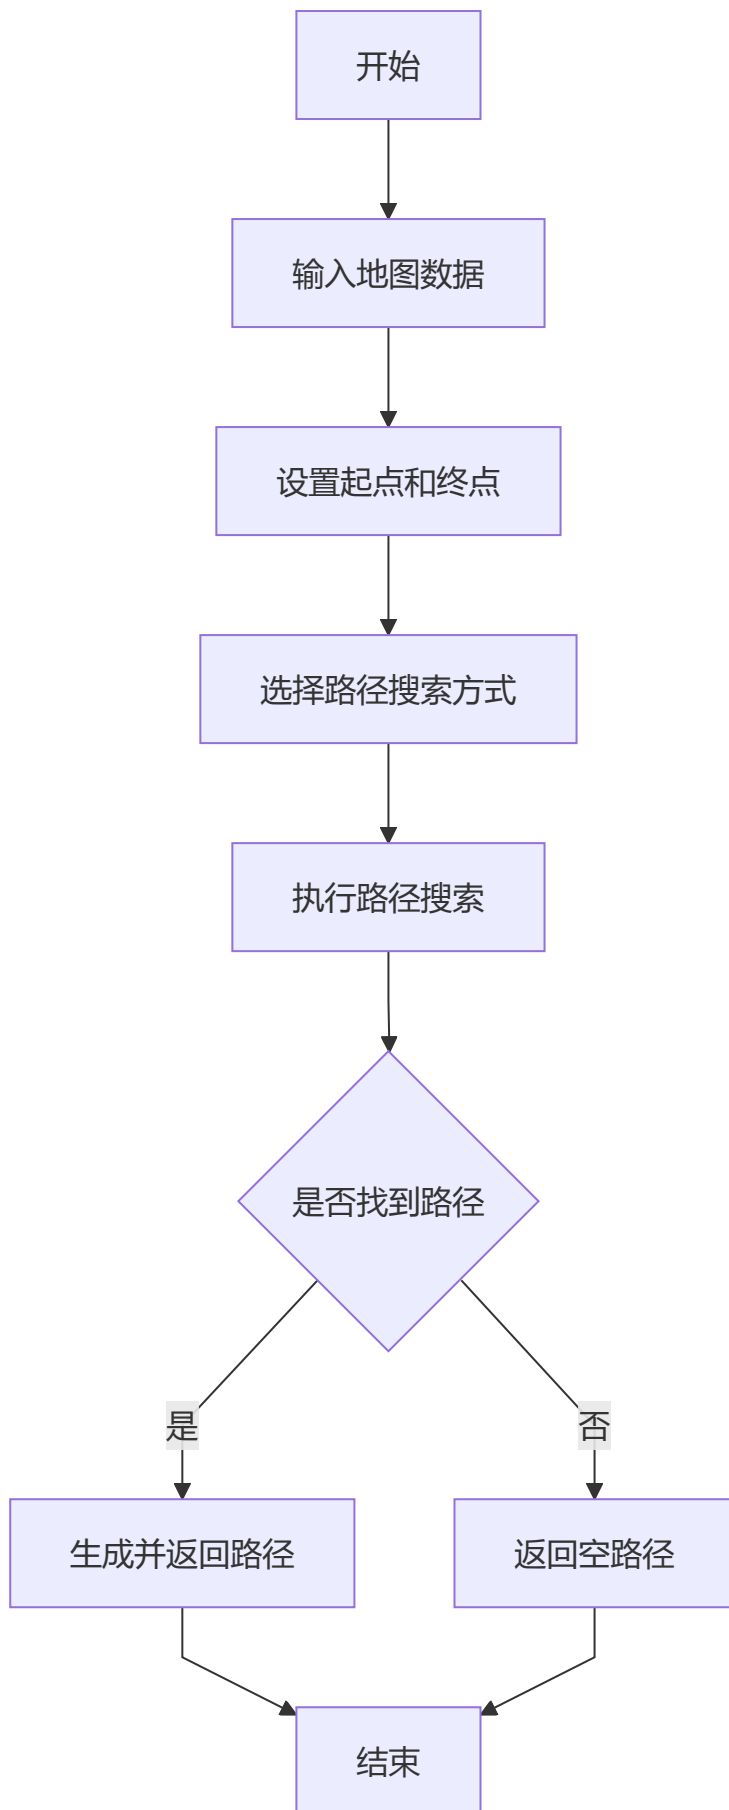 开始
输入地图数据
设置起点和终点
选择路径搜索方式
执行路径搜索
是否找到路径
是
否
生成并返回路径
返回空路径
结束